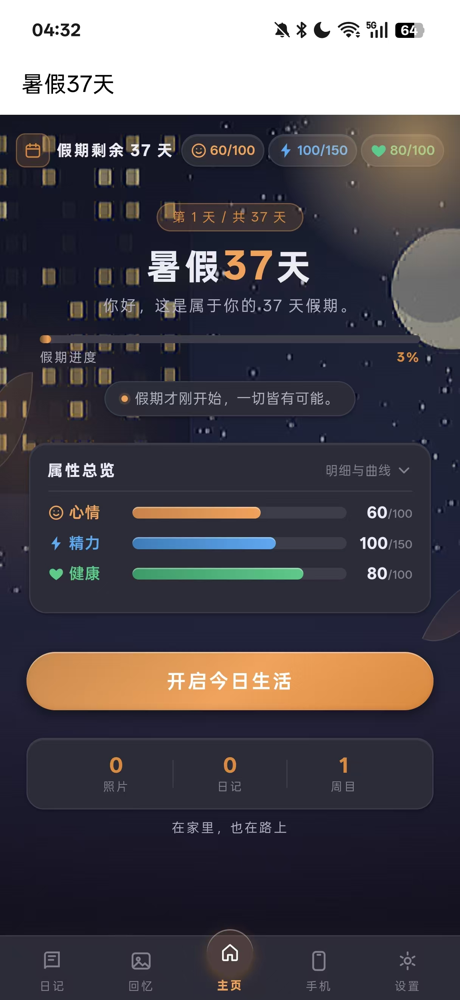 04:32
5G
64
暑假37天
假期剩余 37 天 60/100 100/150 80/100
第 1 天 / 共 37 天
暑假37天
你好，这是属于你的 37 天假期。
假期进度 3%
假期才刚开始，一切皆有可能。
属性总览 明细与曲线
心情 60/100
精力 100/150
健康 80/100
开启今日生活
0 0 1
照片 日记 周目
在家里，也在路上
日记 回忆 主页 手机 设置